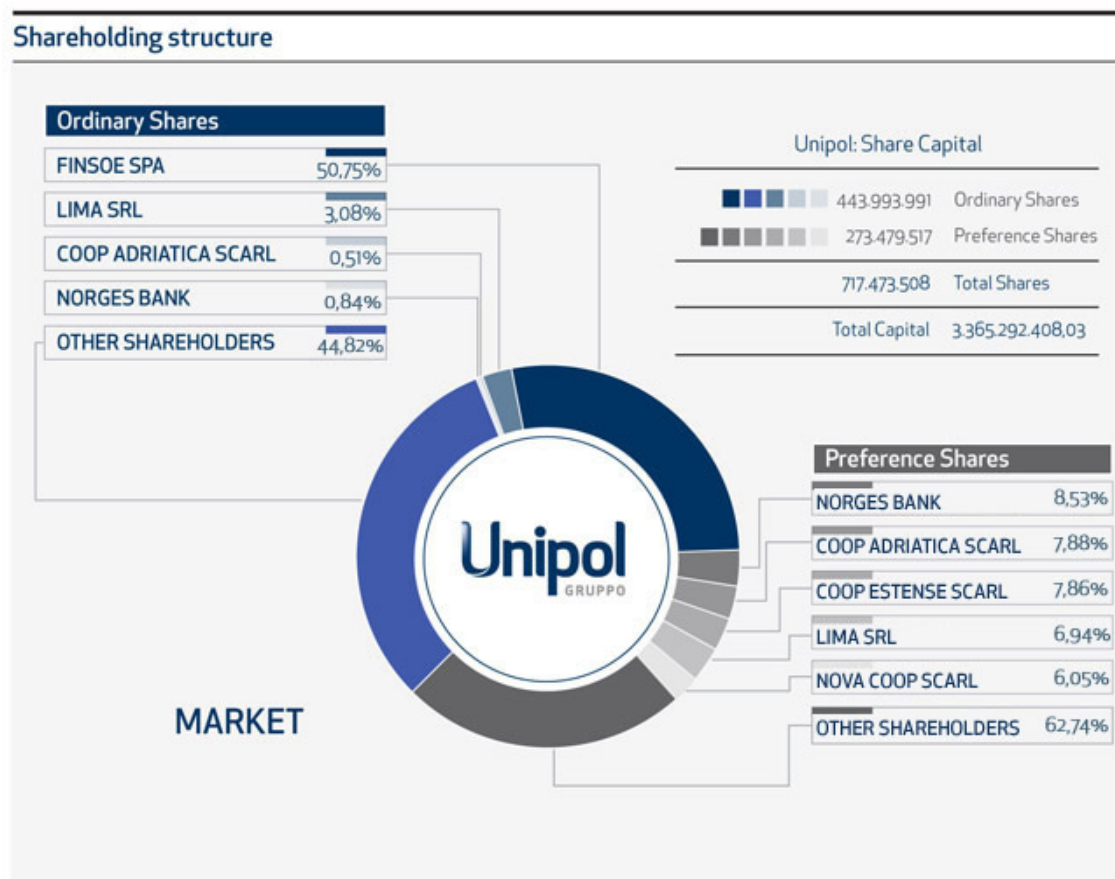 Shareholding structure
Ordinary Shares
FINSOE SPA 50,75%
LIMA SRL 3,08%
COOP ADRIATICA SCARL 0,51%
NORGES BANK 0,84%
OTHER SHAREHOLDERS 44,82%
Unipol: Share Capital
443.993.991 Ordinary Shares
273.479.517 Preference Shares
717.473.508 Total Shares
Total Capital 3.365.292.408,03
Unipol
GRUPPO
Preference Shares
NORGES BANK 8,53%
COOP ADRIATICA SCARL 7,88%
COOP ESTENSE SCARL 7,86%
LIMA SRL 6,94%
NOVA COOP SCARL 6,05%
OTHER SHAREHOLDERS 62,74%
MARKET